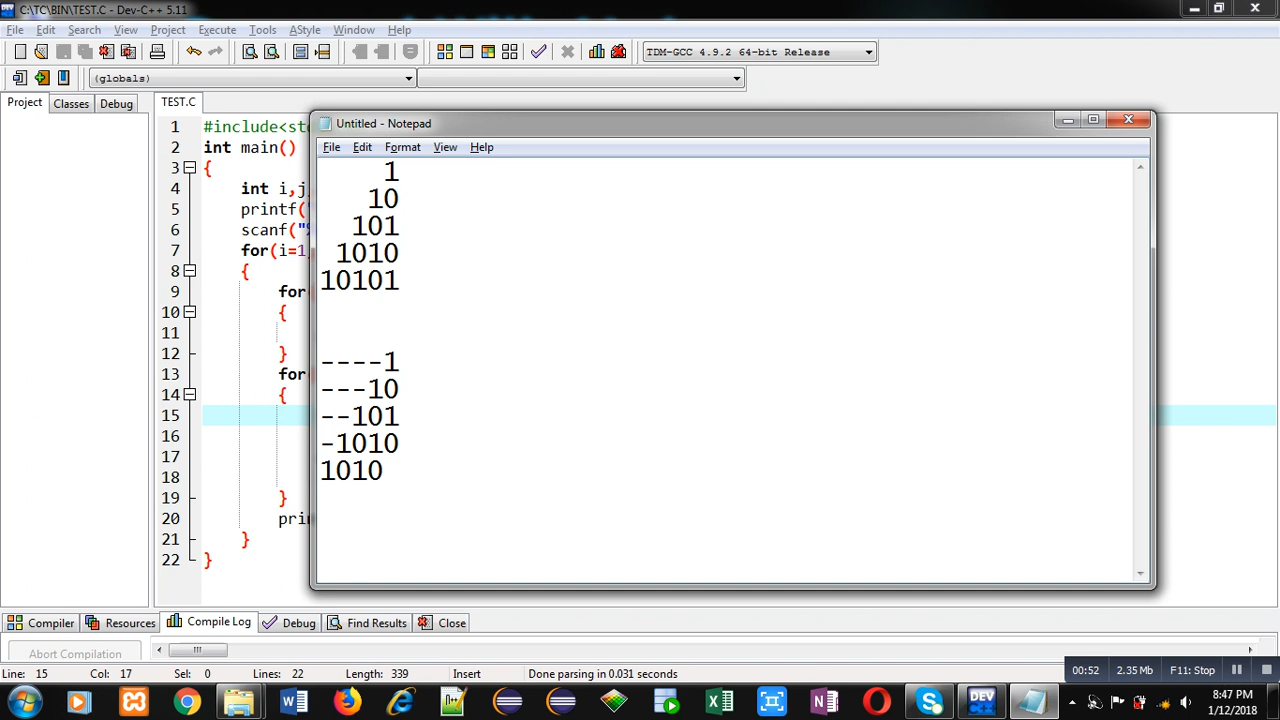 C:\TC\BIN\TEST.C - Dev-C++ 5.11
File Edit Search View Project Execute Tools AStyle Window Help
TDM-GCC 4.9.2 64-bit Release
(globals)
Project Classes Debug
TEST.C
Untitled - Notepad
File Edit Format View Help
1
10
101
1010
10101
----1
---10
--101
-1010
1010
1 #include<st
2 int main()
3 {
4 int i,j
5 printf("
6 scanf("
7 for(i=1
8 {
9 for
10 {
11
12 }
13 for
14 {
15
16
17
18
19 }
20 pri
21 }
22 }
Compiler Resources Compile Log Debug Find Results Close
Abort Compilation
Line: 15 Col: 17 Sel: 0 Lines: 22 Length: 339 Insert Done parsing in 0.031 seconds
00:52 2.35 Mb F11: Stop
8:47 PM
1/12/2018